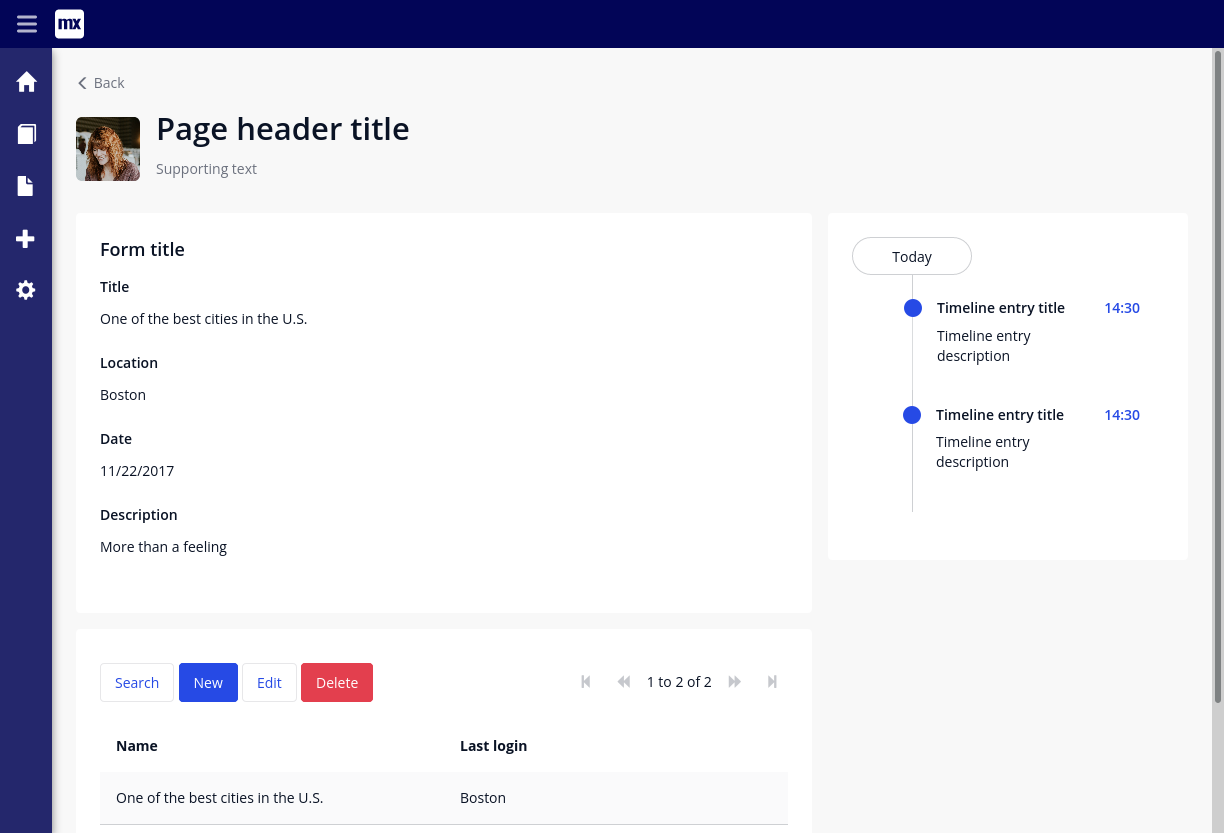 mx
Back
Page header title
Supporting text
Form title
Title
One of the best cities in the U.S.
Location
Boston
Date
11/22/2017
Description
More than a feeling
Today
Timeline entry title 14:30
Timeline entry
description
Timeline entry title 14:30
Timeline entry
description
Search New Edit Delete 1 to 2 of 2
Name Last login
One of the best cities in the U.S. Boston